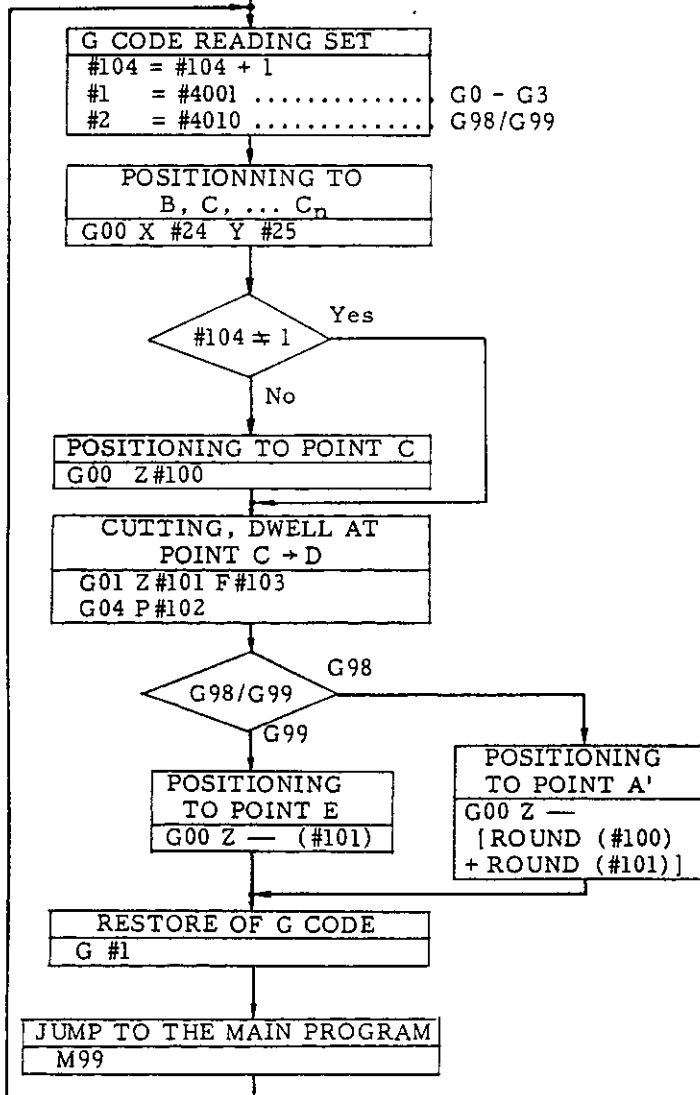 G CODE READING SET
#104 = #104 + 1
#1 = #4001 .............. G0 - G3
#2 = #4010 .............. G98/G99
POSITIONNING TO
B, C, ... Cn
G00 X #24 Y #25
#104 ≠ 1
Yes
No
POSITIONING TO POINT C
G00 Z#100
CUTTING, DWELL AT
POINT C → D
G01 Z#101 F#103
G04 P#102
G98/G99
G98
G99
POSITIONING
TO POINT E
G00 Z — (#101)
POSITIONING
TO POINT A'
G00 Z —
[ROUND (#100)
+ ROUND (#101)]
RESTORE OF G CODE
G #1
JUMP TO THE MAIN PROGRAM
M99